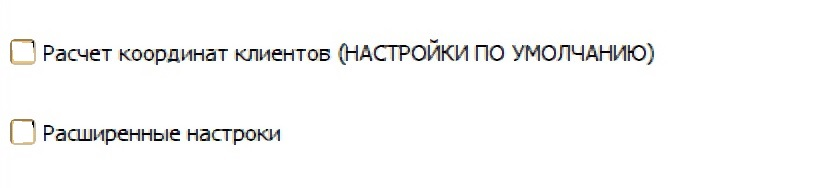 Расчет координат клиентов (НАСТРОЙКИ ПО УМОЛЧАНИЮ)
Расширенные настроки